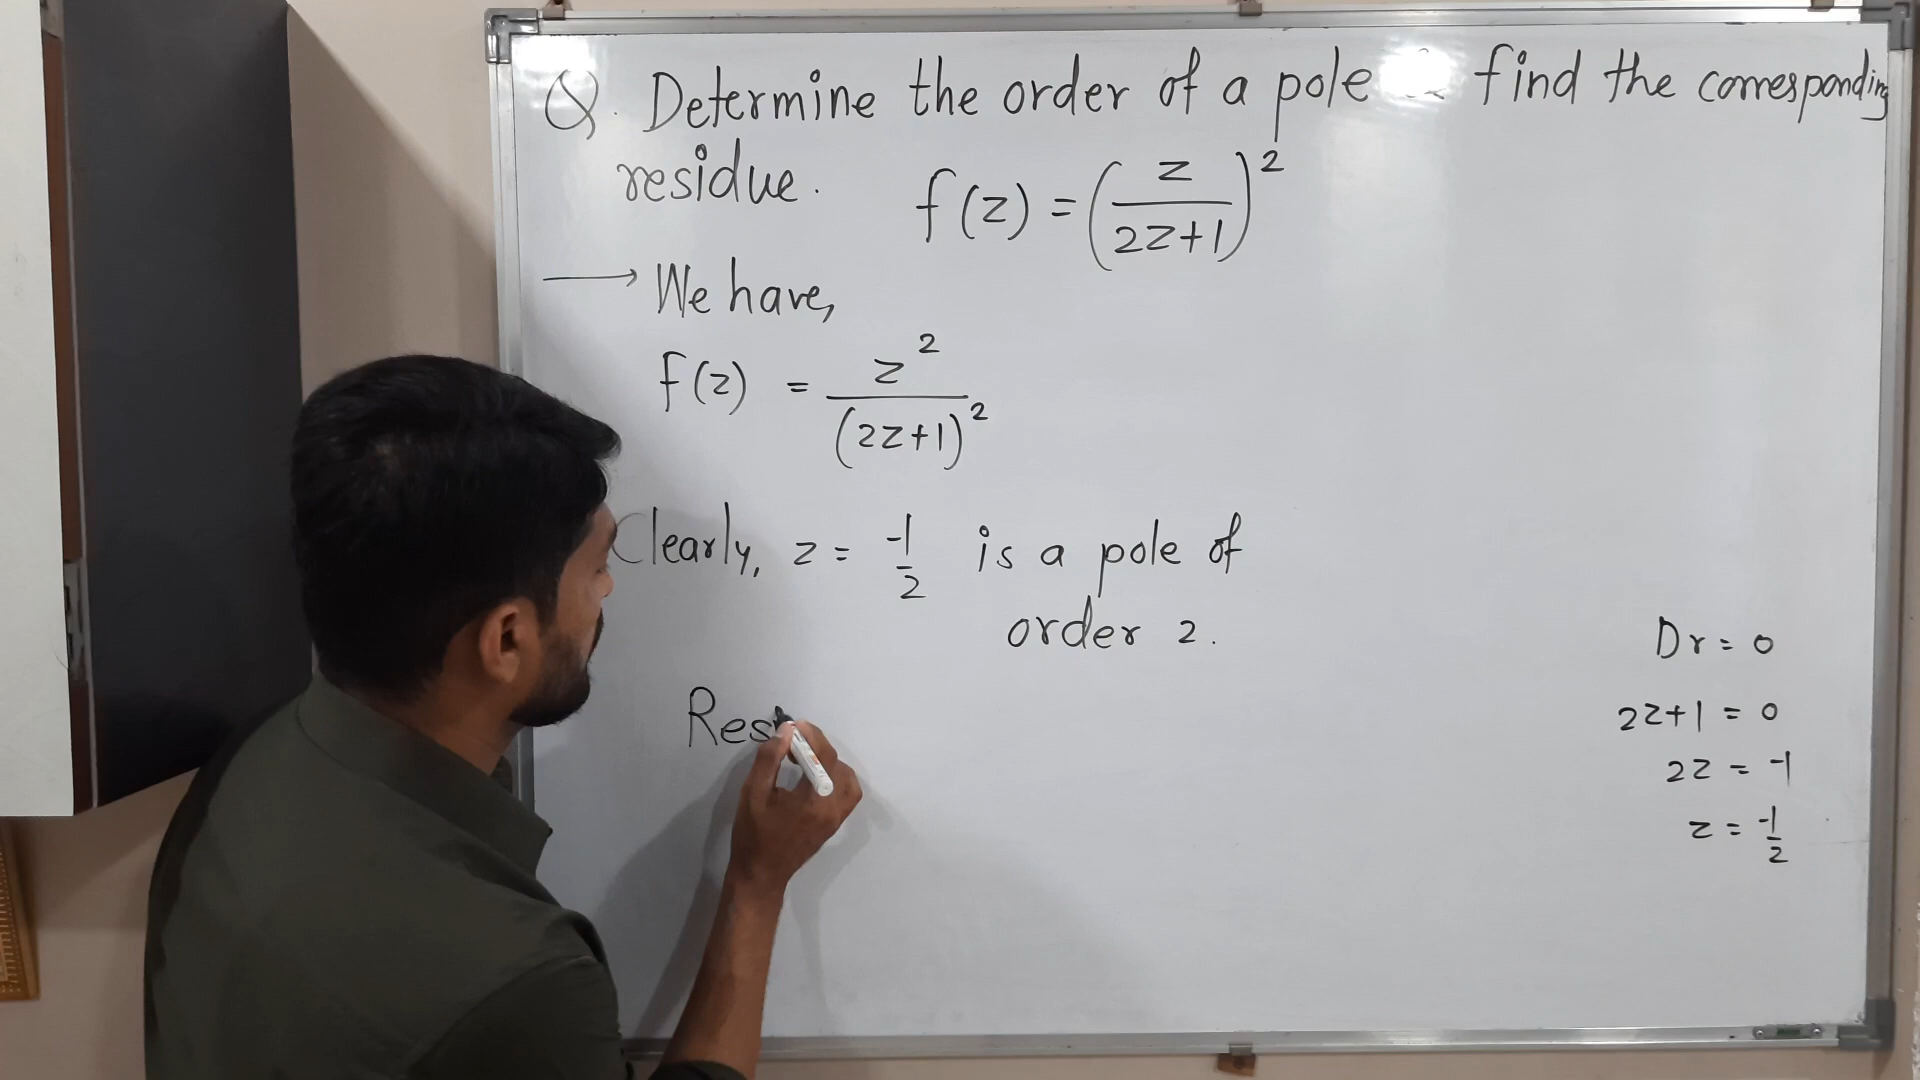 Q. Determine the order of a pole & find the corresponding
residue. f(z) = (z/(2z+1))²
→ We have,
f(z) = z²/(2z+1)²
Clearly, z = -1/2 is a pole of
order 2.
Res
Dr = 0
2z+1 = 0
2z = -1
z = -1/2